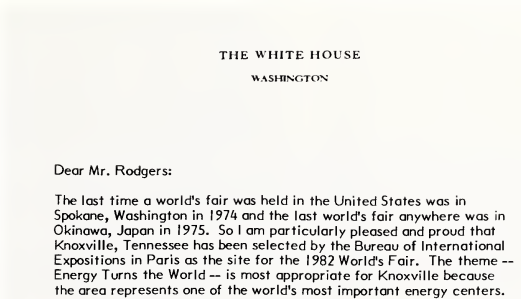 THE WHITE HOUSE
WASHINGTON
Dear Mr. Rodgers:
The last time a world's fair was held in the United States was in
Spokane, Washington in 1974 and the last world's fair anywhere was in
Okinawa, Japan in 1975. So I am particularly pleased and proud that
Knoxville, Tennessee has been selected by the Bureau of International
Expositions in Paris as the site for the 1982 World's Fair. The theme --
Energy Turns the World -- is most appropriate for Knoxville because
the area represents one of the world's most important energy centers.